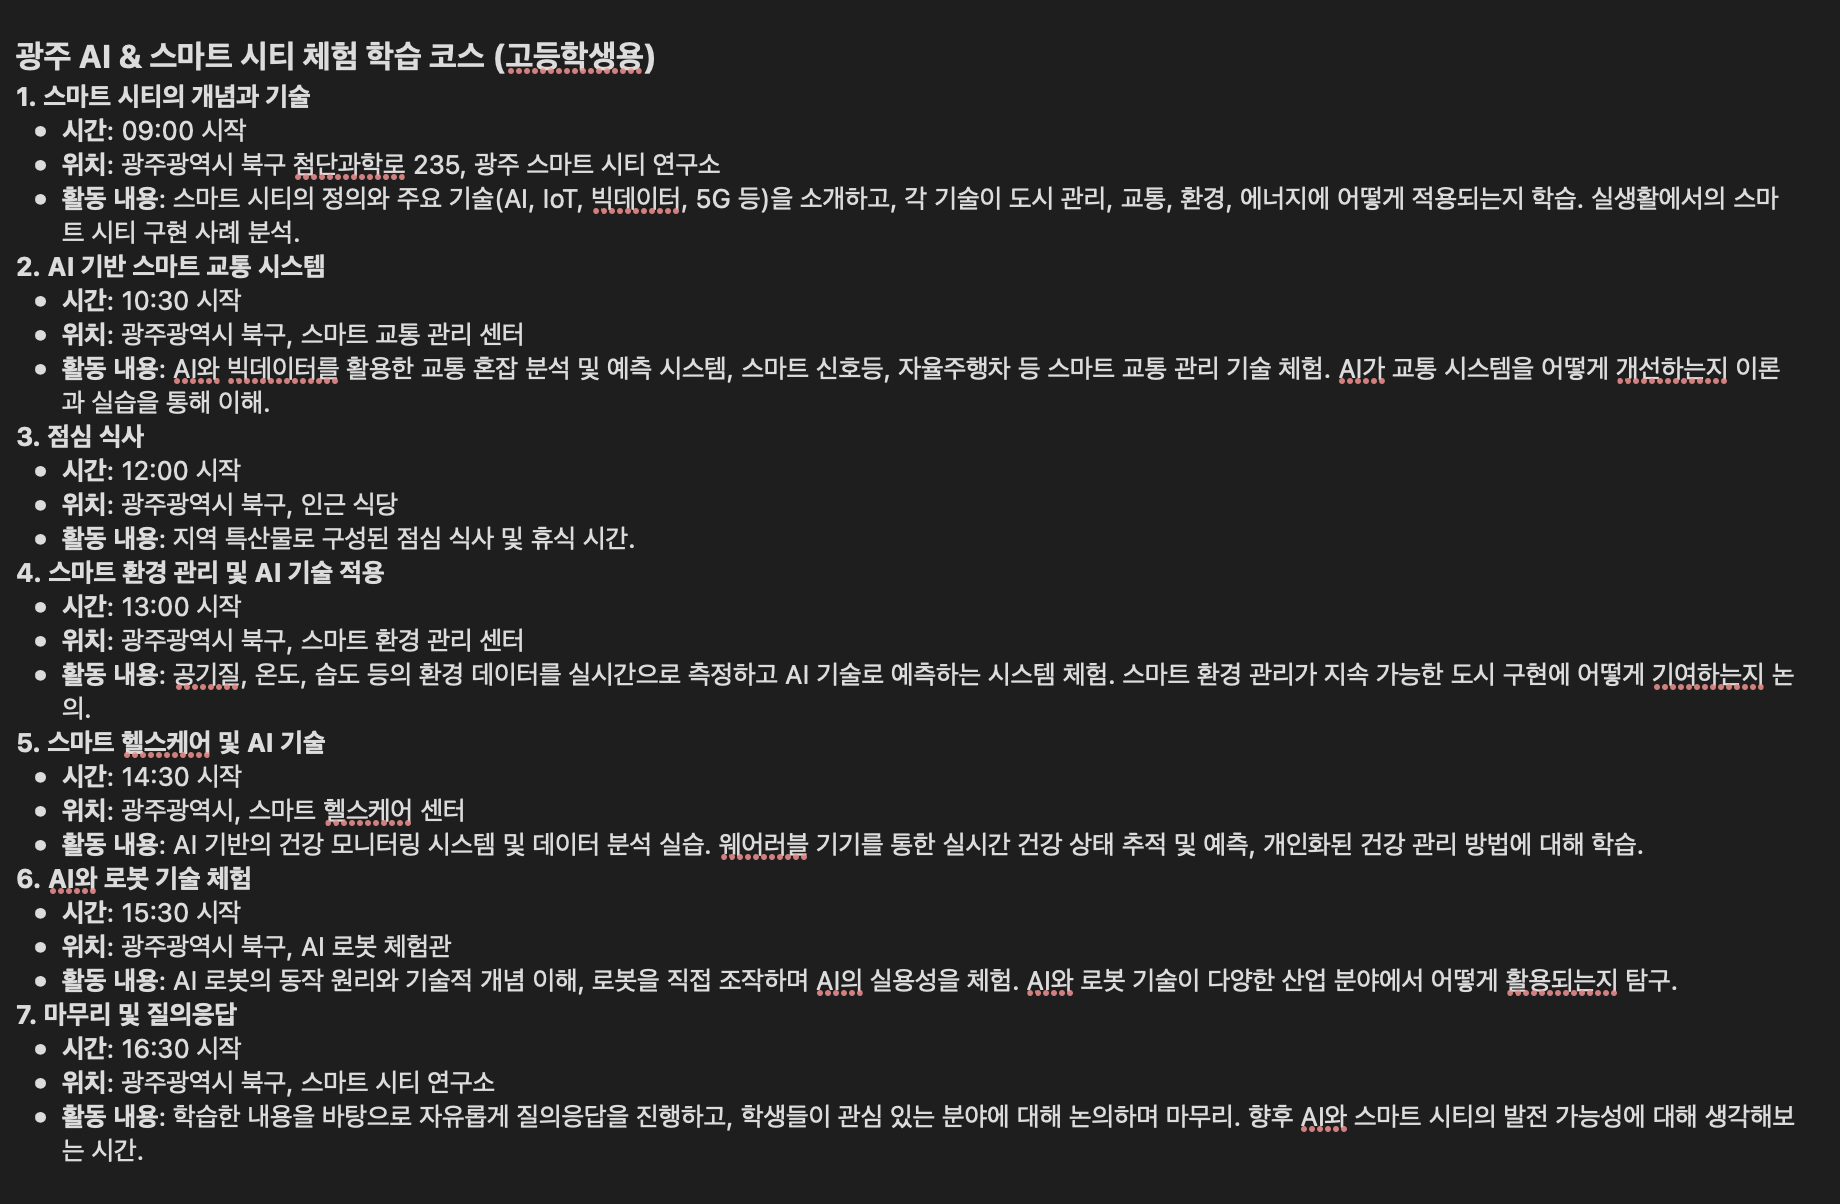 광주 AI & 스마트 시티 체험 학습 코스 (고등학생용)
1. 스마트 시티의 개념과 기술
• 시간: 09:00 시작
• 위치: 광주광역시 북구 첨단과학로 235, 광주 스마트 시티 연구소
• 활동 내용: 스마트 시티의 정의와 주요 기술(AI, IoT, 빅데이터, 5G 등)을 소개하고, 각 기술이 도시 관리, 교통, 환경, 에너지에 어떻게 적용되는지 학습. 실생활에서의 스마
트 시티 구현 사례 분석.
2. AI 기반 스마트 교통 시스템
• 시간: 10:30 시작
• 위치: 광주광역시 북구, 스마트 교통 관리 센터
• 활동 내용: AI와 빅데이터를 활용한 교통 혼잡 분석 및 예측 시스템, 스마트 신호등, 자율주행차 등 스마트 교통 관리 기술 체험. AI가 교통 시스템을 어떻게 개선하는지 이론
과 실습을 통해 이해.
3. 점심 식사
• 시간: 12:00 시작
• 위치: 광주광역시 북구, 인근 식당
• 활동 내용: 지역 특산물로 구성된 점심 식사 및 휴식 시간.
4. 스마트 환경 관리 및 AI 기술 적용
• 시간: 13:00 시작
• 위치: 광주광역시 북구, 스마트 환경 관리 센터
• 활동 내용: 공기질, 온도, 습도 등의 환경 데이터를 실시간으로 측정하고 AI 기술로 예측하는 시스템 체험. 스마트 환경 관리가 지속 가능한 도시 구현에 어떻게 기여하는지 논
의.
5. 스마트 헬스케어 및 AI 기술
• 시간: 14:30 시작
• 위치: 광주광역시, 스마트 헬스케어 센터
• 활동 내용: AI 기반의 건강 모니터링 시스템 및 데이터 분석 실습. 웨어러블 기기를 통한 실시간 건강 상태 추적 및 예측, 개인화된 건강 관리 방법에 대해 학습.
6. AI와 로봇 기술 체험
• 시간: 15:30 시작
• 위치: 광주광역시 북구, AI 로봇 체험관
• 활동 내용: AI 로봇의 동작 원리와 기술적 개념 이해, 로봇을 직접 조작하며 AI의 실용성을 체험. AI와 로봇 기술이 다양한 산업 분야에서 어떻게 활용되는지 탐구.
7. 마무리 및 질의응답
• 시간: 16:30 시작
• 위치: 광주광역시 북구, 스마트 시티 연구소
• 활동 내용: 학습한 내용을 바탕으로 자유롭게 질의응답을 진행하고, 학생들이 관심 있는 분야에 대해 논의하며 마무리. 향후 AI와 스마트 시티의 발전 가능성에 대해 생각해보
는 시간.